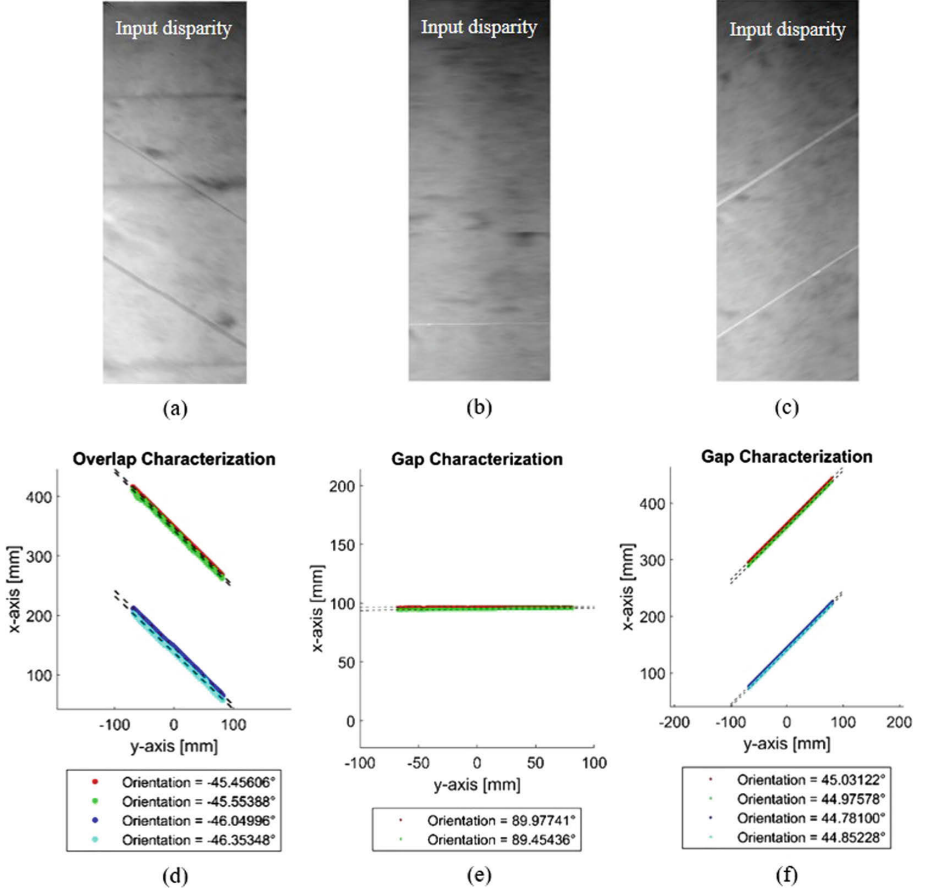 Input disparity
Input disparity
Input disparity
(a)
(b)
(c)
Overlap Characterization
400
300
200
100
x-axis [mm]
-100 0 100
y-axis [mm]
Orientation = -45.45606°
Orientation = -45.55388°
Orientation = -46.04996°
Orientation = -46.35348°
(d)
Gap Characterization
200
150
100
50
0
x-axis [mm]
-100 -50 0 50 100
y-axis [mm]
Orientation = 89.97741°
Orientation = 89.45436°
(e)
Gap Characterization
400
300
200
100
x-axis [mm]
-200 -100 0 100 200
y-axis [mm]
Orientation = 45.03122°
Orientation = 44.97578°
Orientation = 44.78100°
Orientation = 44.85228°
(f)